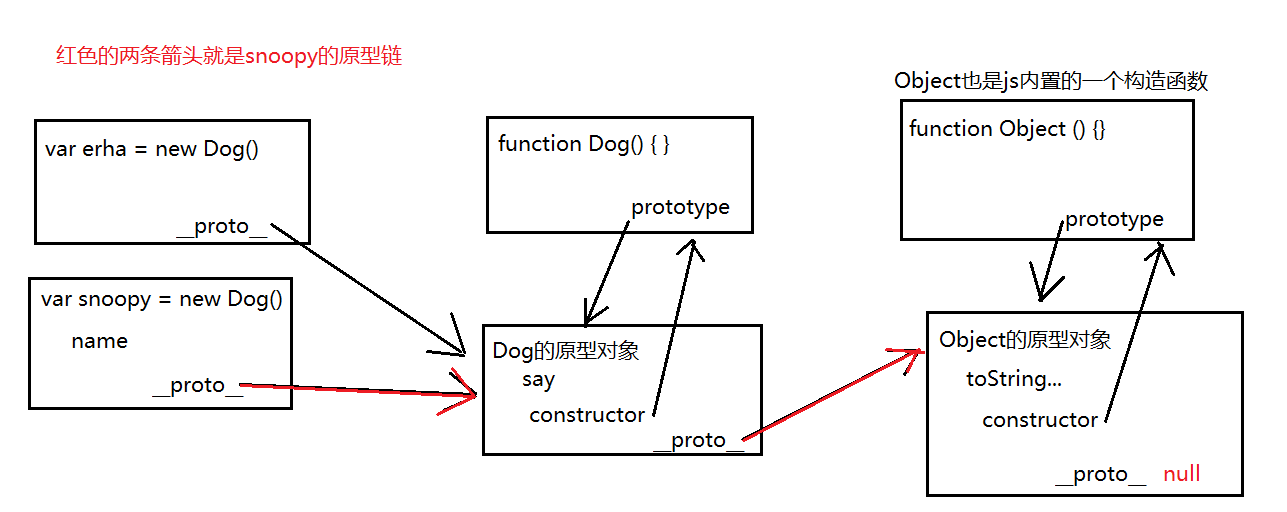 红色的两条箭头就是snoopy的原型链
Object也是js内置的一个构造函数
var erha = new Dog()
__proto__
var snoopy = new Dog()
name
__proto__
function Dog() { }
prototype
Dog的原型对象
say
constructor
__proto__
function Object () {}
prototype
Object的原型对象
toString...
constructor
__proto__ null